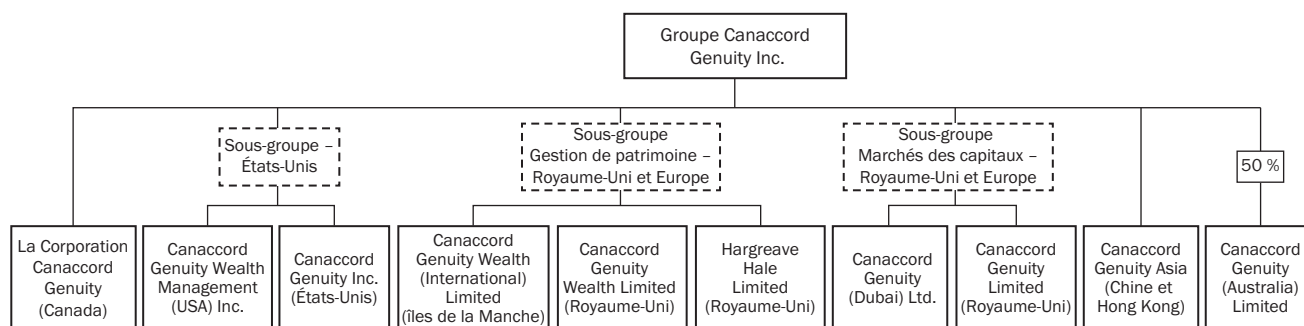 Groupe Canaccord
Genuity Inc.
Sous-groupe –
États-Unis
Sous-groupe
Gestion de patrimoine –
Royaume-Uni et Europe
Sous-groupe
Marchés des capitaux –
Royaume-Uni et Europe
50 %
La Corporation
Canaccord
Genuity
(Canada)
Canaccord
Genuity Wealth
Management
(USA) Inc.
Canaccord
Genuity Inc.
(États-Unis)
Canaccord
Genuity Wealth
(International)
Limited
(îles de la Manche)
Canaccord
Genuity
Wealth Limited
(Royaume-Uni)
Hargreave
Hale
Limited
(Royaume-Uni)
Canaccord
Genuity
(Dubai) Ltd.
Canaccord
Genuity
Limited
(Royaume-Uni)
Canaccord
Genuity Asia
(Chine et
Hong Kong)
Canaccord
Genuity
(Australia)
Limited